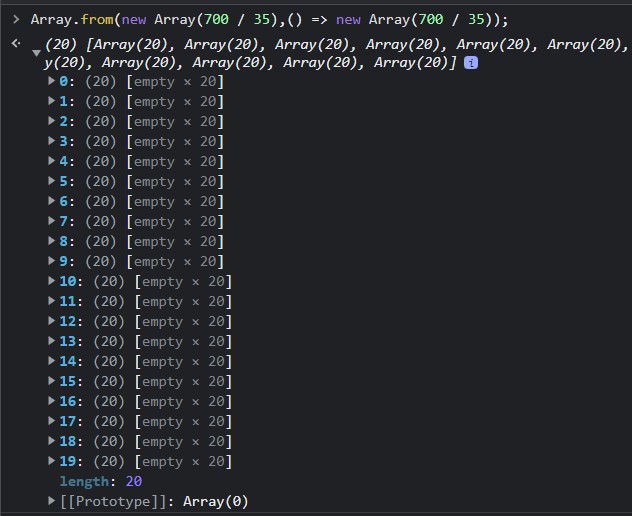 > Array.from(new Array(700 / 35),() => new Array(700 / 35));
(20) [Array(20), Array(20), Array(20), Array(20), Array(20), Array(20), Array(20),
y(20), Array(20), Array(20), Array(20), Array(20), Array(20)] i
0: (20) [empty × 20]
1: (20) [empty × 20]
2: (20) [empty × 20]
3: (20) [empty × 20]
4: (20) [empty × 20]
5: (20) [empty × 20]
6: (20) [empty × 20]
7: (20) [empty × 20]
8: (20) [empty × 20]
9: (20) [empty × 20]
10: (20) [empty × 20]
11: (20) [empty × 20]
12: (20) [empty × 20]
13: (20) [empty × 20]
14: (20) [empty × 20]
15: (20) [empty × 20]
16: (20) [empty × 20]
17: (20) [empty × 20]
18: (20) [empty × 20]
19: (20) [empty × 20]
length: 20
[[Prototype]]: Array(0)